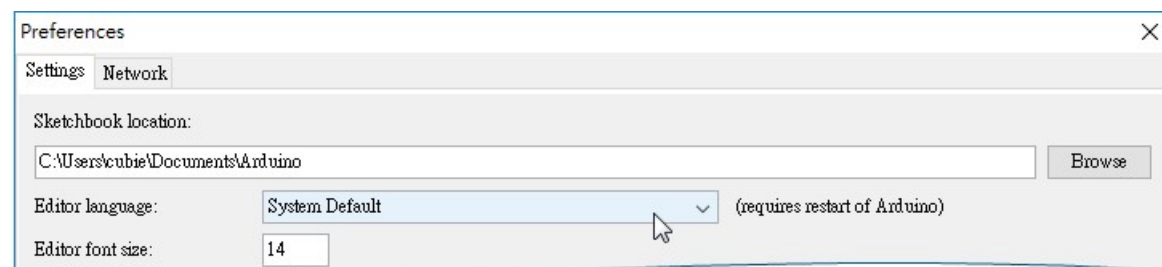 Preferences
Settings Network
Sketchbook location:
C:\Users\cubie\Documents\Arduino Browse
Editor language: System Default (requires restart of Arduino)
Editor font size: 14